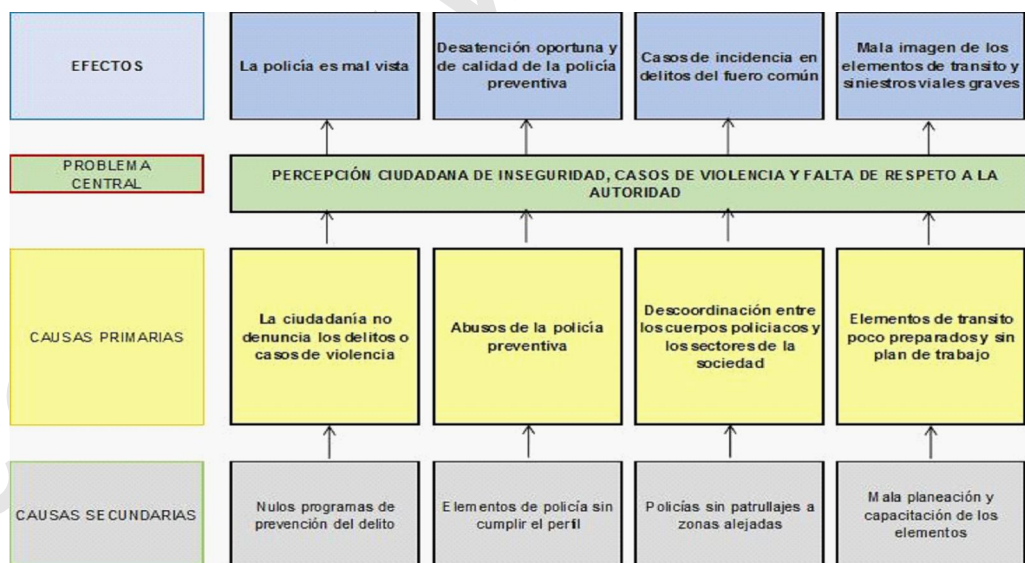 EFECTOS
La policía es mal vista
Desatención oportuna y
de calidad de la policía
preventiva
Casos de incidencia en
delitos del fuero común
Mala imagen de los
elementos de transito y
siniestros viales graves
PROBLEMA
CENTRAL
PERCEPCIÓN CIUDADANA DE INSEGURIDAD, CASOS DE VIOLENCIA Y FALTA DE RESPETO A LA
AUTORIDAD
CAUSAS PRIMARIAS
La ciudadanía no
denuncia los delitos o
casos de violencia
Abusos de la policía
preventiva
Descoordinación entre
los cuerpos policiacos y
los sectores de la
sociedad
Elementos de transito
poco preparados y sin
plan de trabajo
CAUSAS SECUNDARIAS
Nulos programas de
prevención del delito
Elementos de policía sin
cumplir el perfil
Policías sin patrullajes a
zonas alejadas
Mala planeación y
capacitación de los
elementos